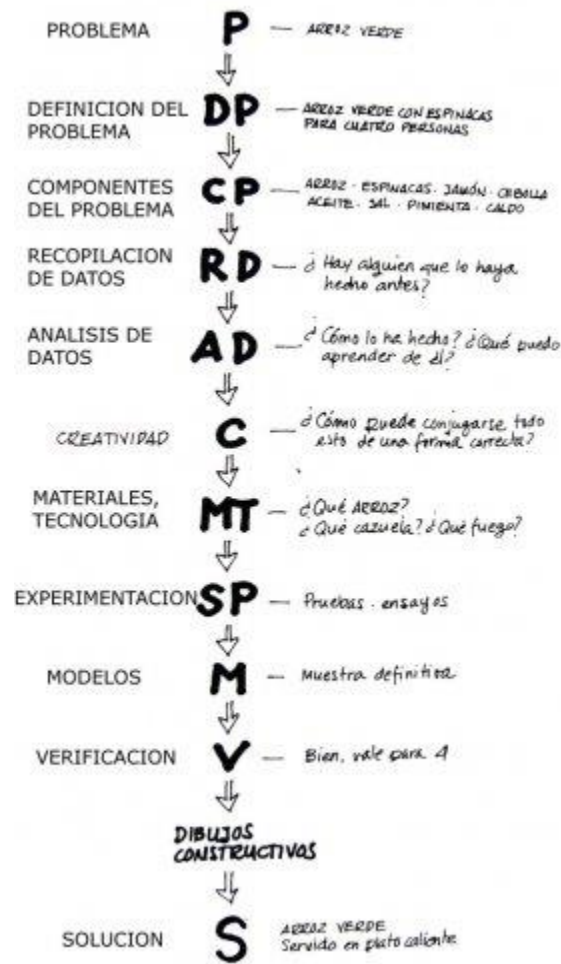 PROBLEMA P — ARROZ VERDE
DEFINICION DEL DP — ARROZ VERDE CON ESPINACAS
PROBLEMA PARA CUATRO PERSONAS
COMPONENTES CP — ARROZ · ESPINACAS · JAMÓN · CEBOLLA
DEL PROBLEMA ACEITE · SAL · PIMIENTA · CALDO
RECOPILACION RD — ¿Hay alguien que lo haya
DE DATOS hecho antes?
ANALISIS DE AD — ¿Cómo lo ha hecho? ¿Qué puedo
DATOS aprender de él?
CREATIVIDAD C — ¿Cómo puede conjugarse todo
esto de una forma correcta?
MATERIALES, MT — ¿Qué ARROZ?
TECNOLOGIA ¿Qué cazuela? ¿Qué fuego?
EXPERIMENTACION SP — Pruebas · ensayos
MODELOS M — Muestra definitiva
VERIFICACION V — Bien, vale para 4
DIBUJOS
CONSTRUCTIVOS
SOLUCION S ARROZ VERDE
Servido en plato caliente